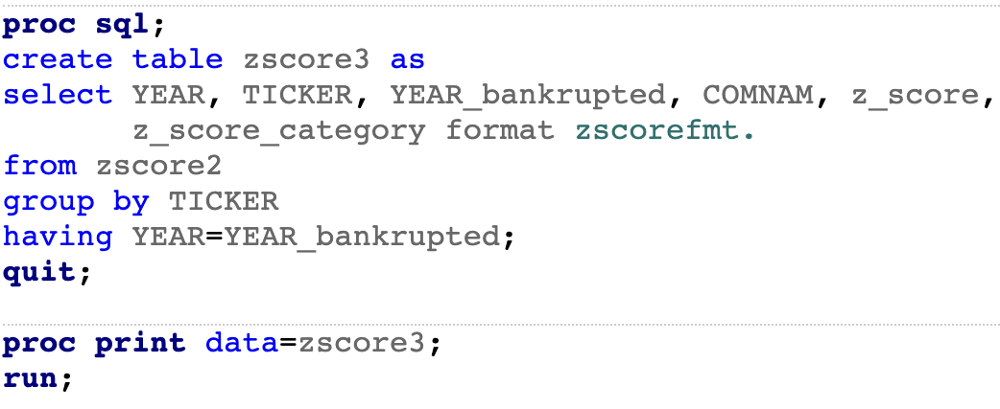 proc sql;
create table zscore3 as
select YEAR, TICKER, YEAR_bankrupted, COMNAM, z_score,
z_score_category format zscorefmt.
from zscore2
group by TICKER
having YEAR=YEAR_bankrupted;
quit;
proc print data=zscore3;
run;